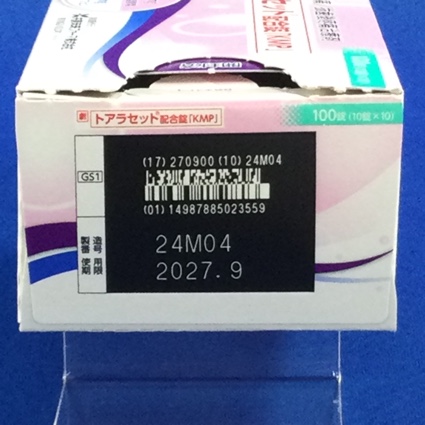 創 トアラセット配合錠「KMP」
100錠(10錠×10)
(17) 270900 (10) 24M04
GS1
(01) 14987885023559
製造番号
24M04
使用期限
2027.9